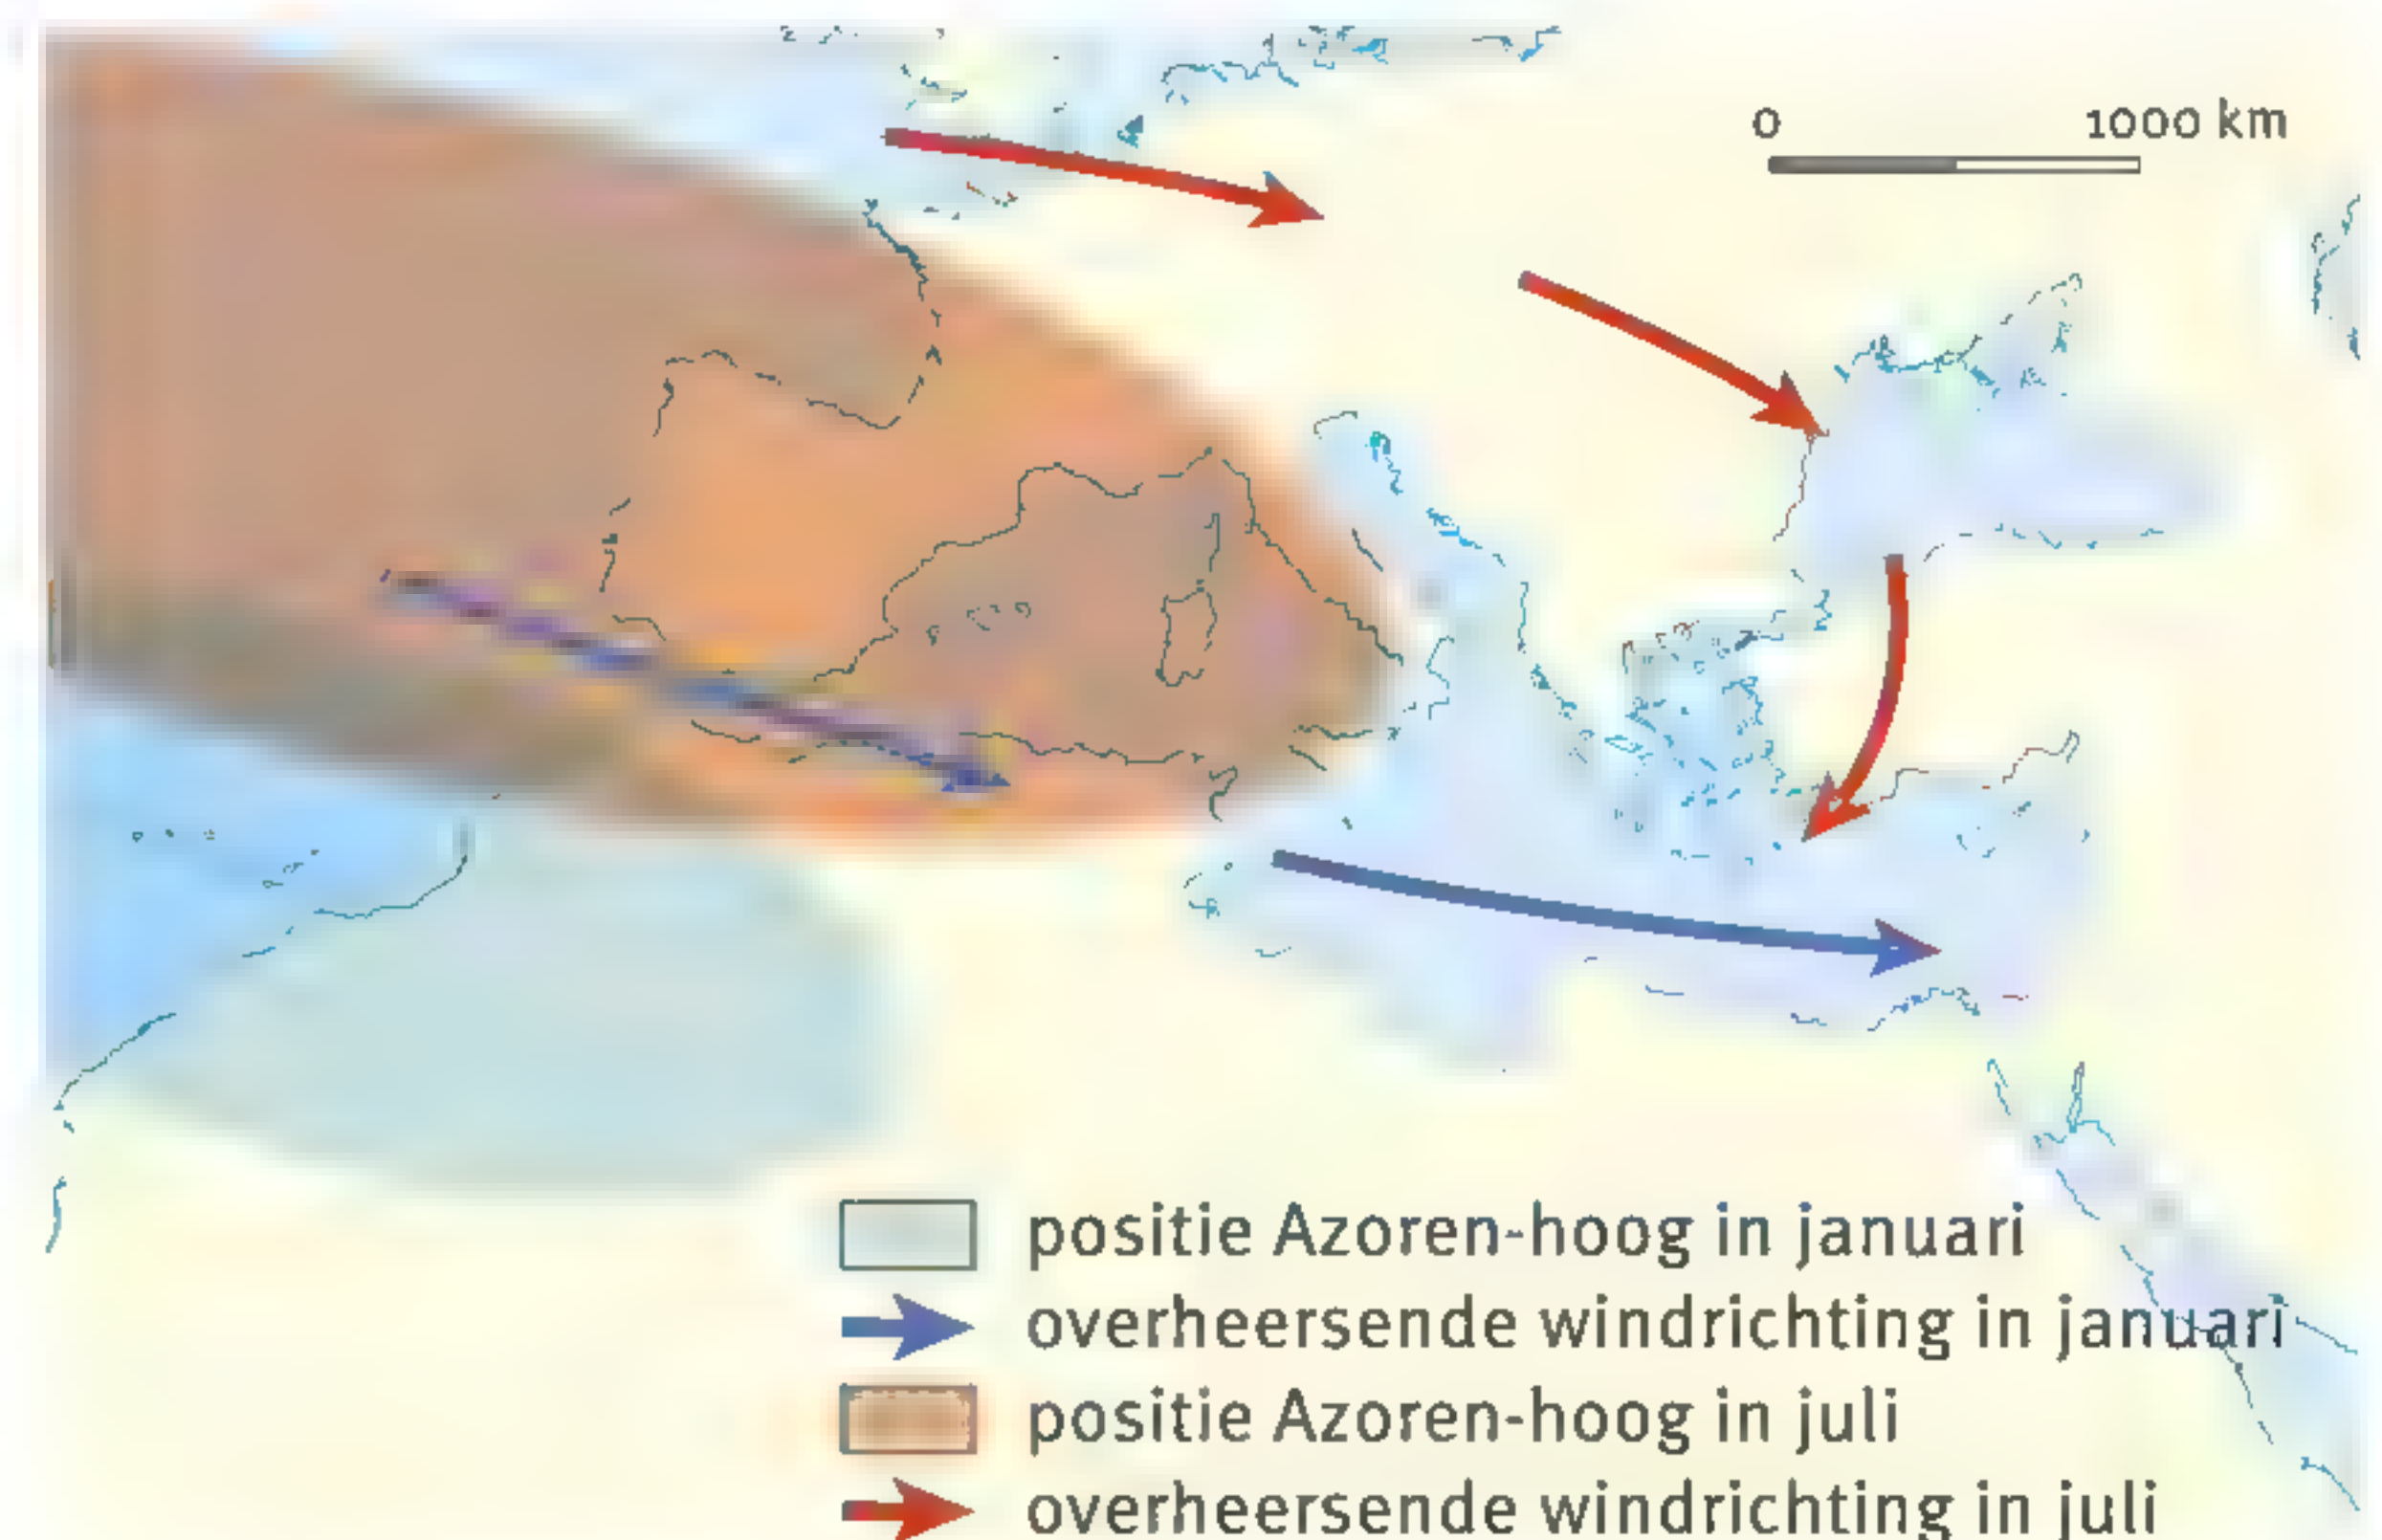 0 1000 km
positie Azoren-hoog in januari
overheersende windrichting in januari
positie Azoren-hoog in juli
overheersende windrichting in juli